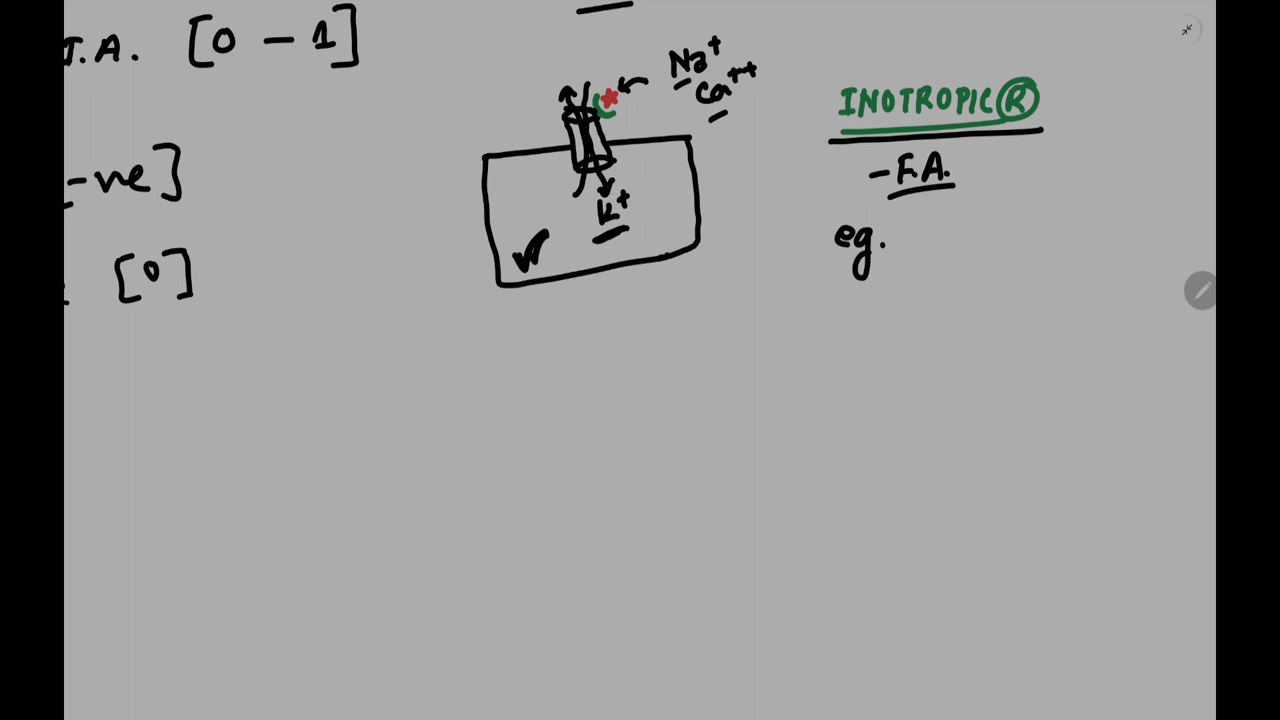 .A. [0 - 1]
-ve]
[0]
Na+
Ca++
K+
INOTROPIC R
- F.A.
eg.